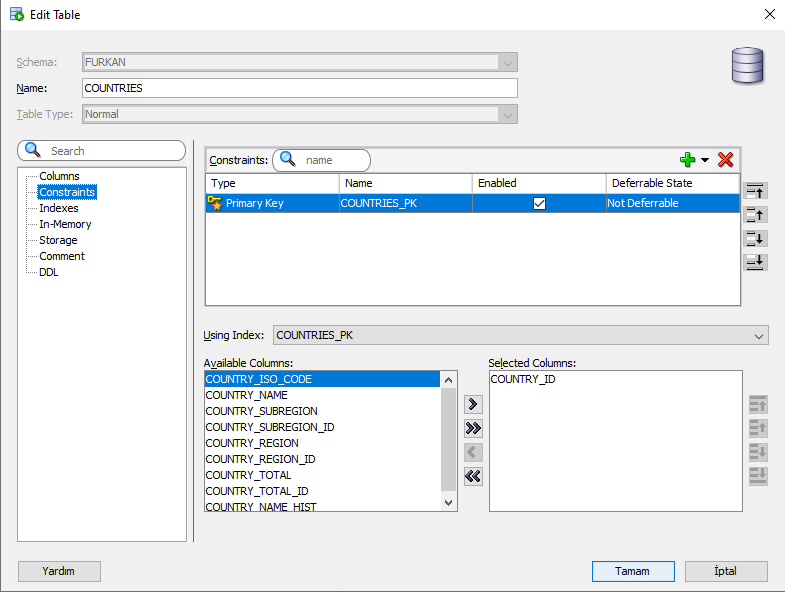 Edit Table
Schema: FURKAN
Name: COUNTRIES
Table Type: Normal
Search
Columns
Constraints
Indexes
In-Memory
Storage
Comment
DDL
Constraints: name
Type Name Enabled Deferrable State
Primary Key COUNTRIES_PK Not Deferrable
Using Index: COUNTRIES_PK
Available Columns:
COUNTRY_ISO_CODE
COUNTRY_NAME
COUNTRY_SUBREGION
COUNTRY_SUBREGION_ID
COUNTRY_REGION
COUNTRY_REGION_ID
COUNTRY_TOTAL
COUNTRY_TOTAL_ID
COUNTRY_NAME_HIST
Selected Columns:
COUNTRY_ID
Yardım
Tamam
İptal